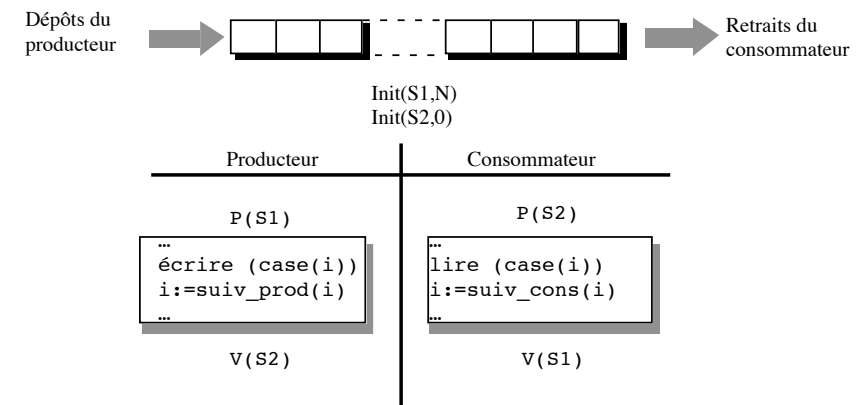 Dépôts du
producteur
Retraits du
consommateur
Init(S1,N)
Init(S2,0)
Producteur
Consommateur
P(S1)
P(S2)
…
écrire (case(i))
i:=suiv_prod(i)
…
…
lire (case(i))
i:=suiv_cons(i)
…
V(S2)
V(S1)